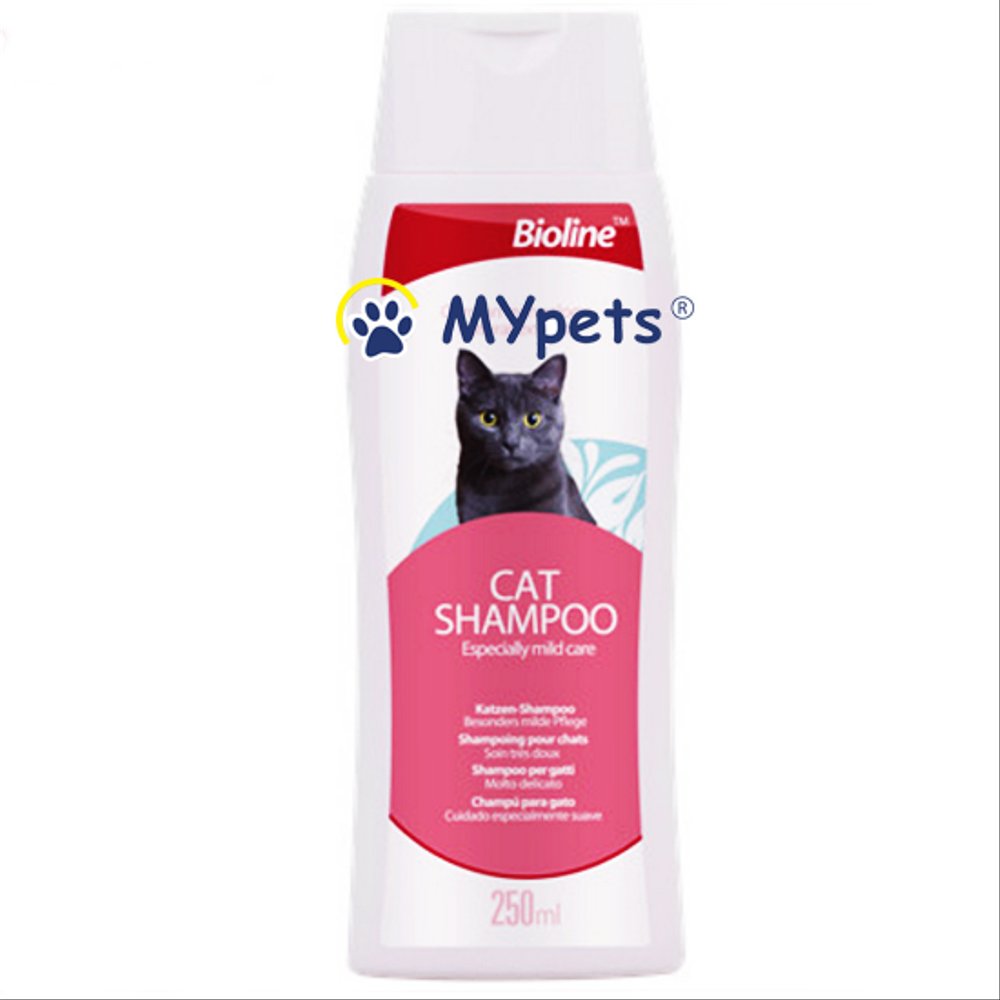 Bioline™
MYpets®
CAT
SHAMPOO
Especially mild care
Katzen-Shampoo
Besonders milde Pflege
Shampoing pour chats
Soin très doux
Shampoo per gatti
Molto delicato
Champú para gato
Cuidado especialmente suave
250ml